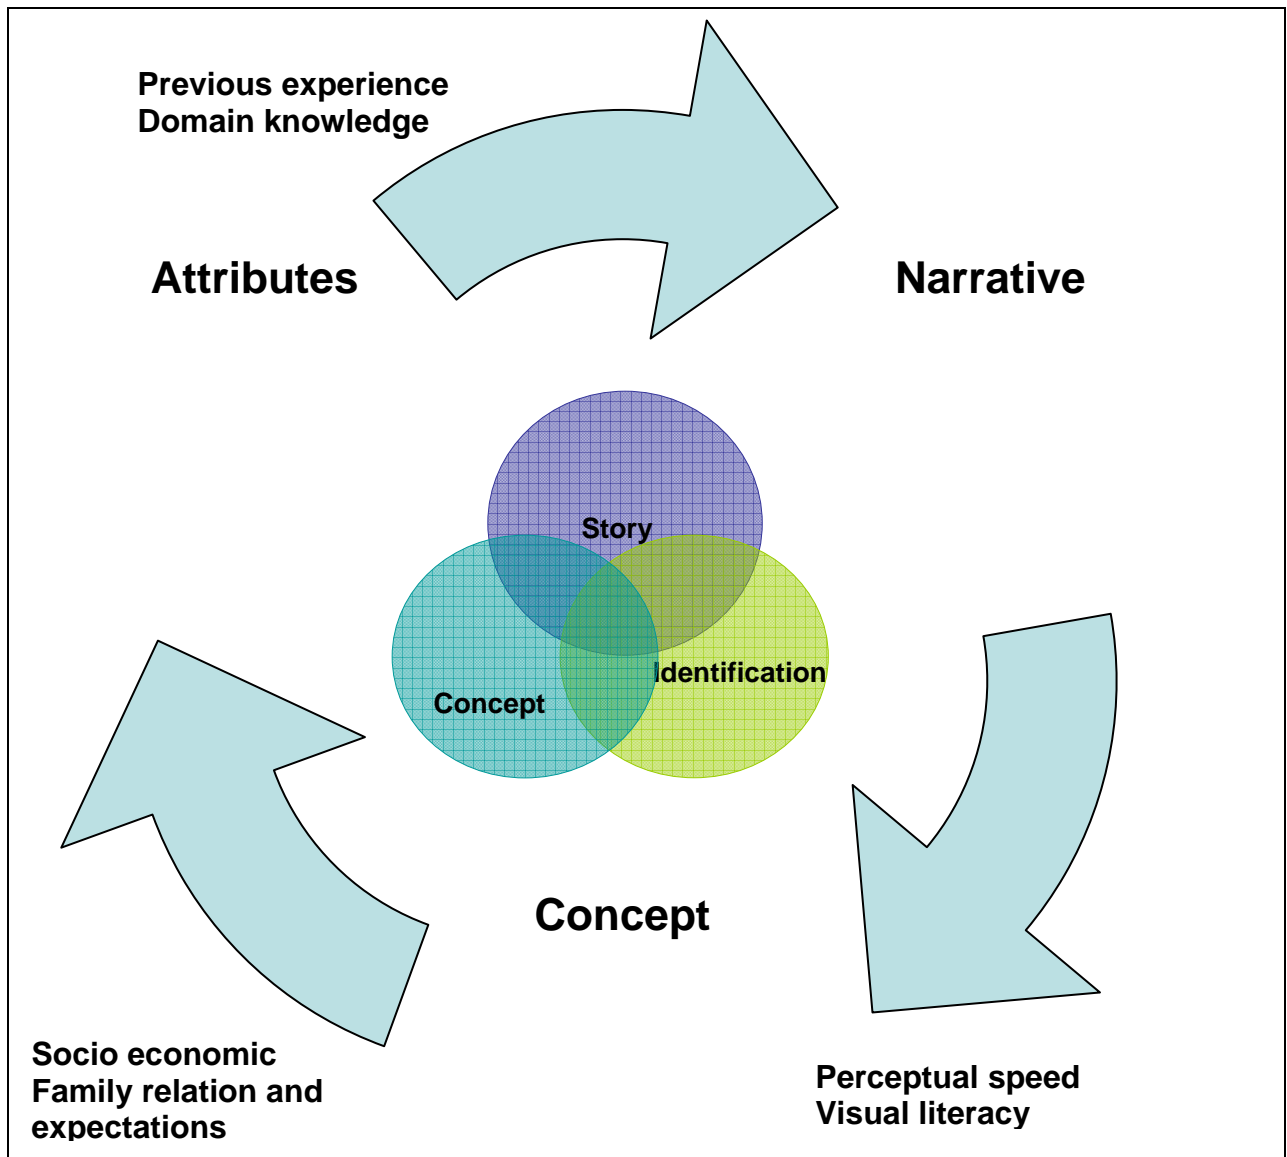 Previous experience
Domain knowledge
Attributes
Narrative
Story
Identification
Concept
Concept
Socio economic
Family relation and
expectations
Perceptual speed
Visual literacy